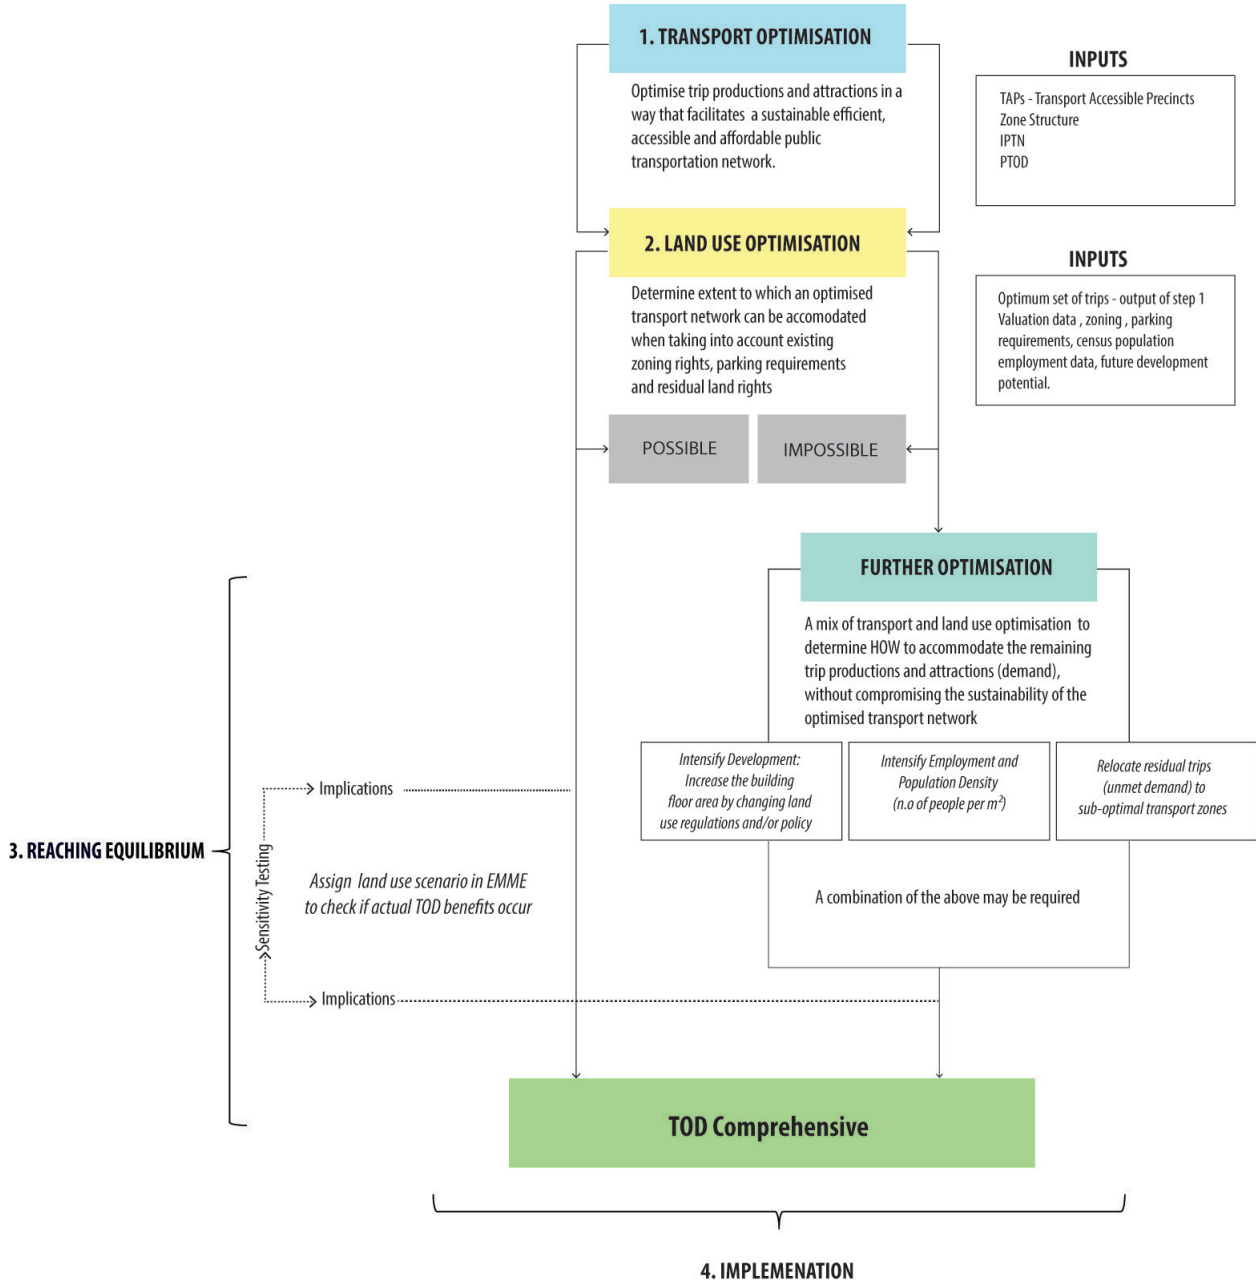 1. TRANSPORT OPTIMISATION
Optimise trip productions and attractions in a
way that facilitates a sustainable efficient,
accessible and affordable public
transportation network.
INPUTS
TAPs - Transport Accessible Precincts
Zone Structure
IPTN
PTOD
2. LAND USE OPTIMISATION
Determine extent to which an optimised
transport network can be accomodated
when taking into account existing
zoning rights, parking requirements
and residual land rights
INPUTS
Optimum set of trips - output of step 1
Valuation data , zoning , parking
requirements, census population
employment data, future development
potential.
POSSIBLE
IMPOSSIBLE
FURTHER OPTIMISATION
A mix of transport and land use optimisation to
determine HOW to accommodate the remaining
trip productions and attractions (demand),
without compromising the sustainability of the
optimised transport network
Intensify Development:
Increase the building
floor area by changing land
use regulations and/or policy
Intensify Employment and
Population Density
(n.o of people per m²)
Relocate residual trips
(unmet demand) to
sub-optimal transport zones
A combination of the above may be required
3. REACHING EQUILIBRIUM
Sensitivity Testing
Implications
Assign land use scenario in EMME
to check if actual TOD benefits occur
Implications
TOD Comprehensive
4. IMPLEMENATION